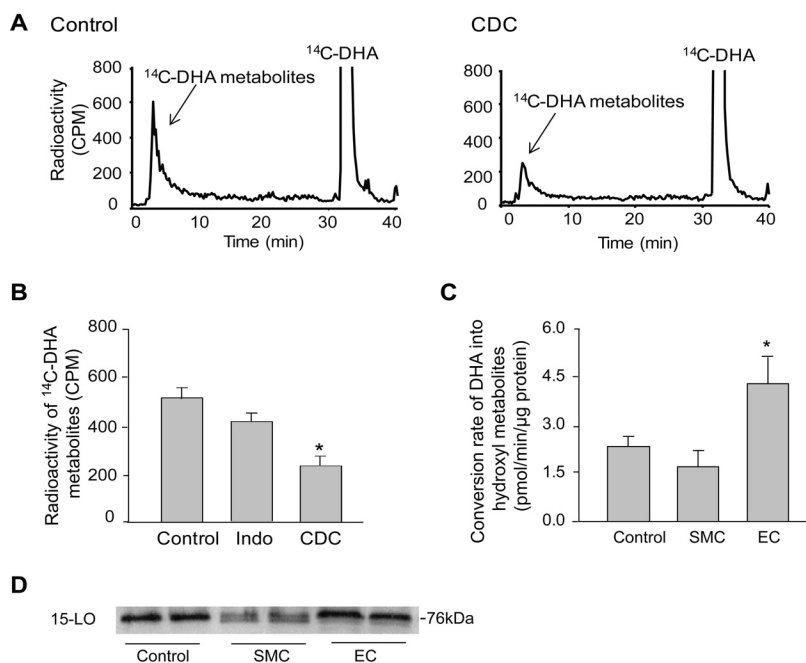 A Control
800
600
400
200
0
Radioactivity
(CPM)
¹⁴C-DHA metabolites
¹⁴C-DHA
0 10 20 30 40
Time (min)
CDC
800
600
400
200
0
¹⁴C-DHA metabolites
¹⁴C-DHA
0 10 20 30 40
Time (min)
B
Radioactivity of ¹⁴C-DHA
metabolites (CPM)
800
600
400
200
0
*
Control Indo CDC
C
Conversion rate of DHA into
hydroxyl metabolites
(pmol/min/µg protein)
6.0
4.5
3.0
1.5
0.0
*
Control SMC EC
D
15-LO -76kDa
Control SMC EC